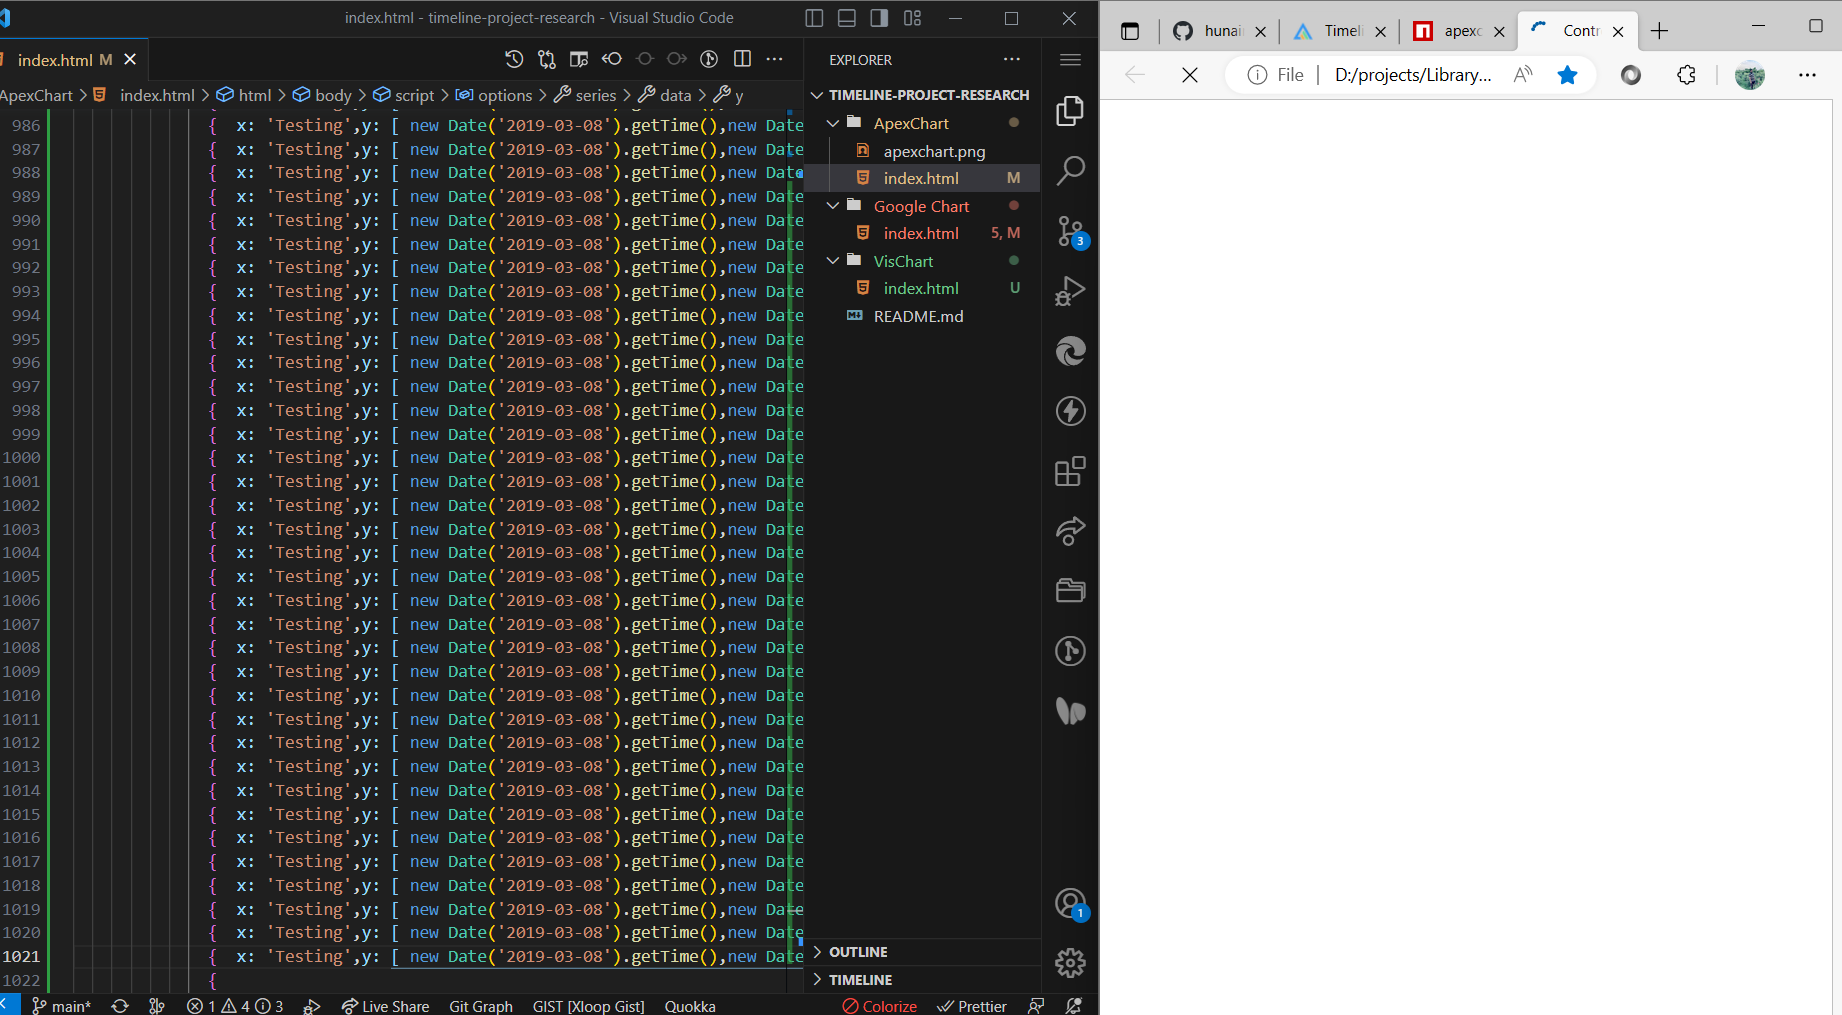 index.html - timeline-project-research - Visual Studio Code
index.html M
ApexChart > index.html > html > body > script > options > series > data > y
986 { x: 'Testing',y: [ new Date('2019-03-08').getTime(),new Date
987 { x: 'Testing',y: [ new Date('2019-03-08').getTime(),new Date
988 { x: 'Testing',y: [ new Date('2019-03-08').getTime(),new Date
989 { x: 'Testing',y: [ new Date('2019-03-08').getTime(),new Date
990 { x: 'Testing',y: [ new Date('2019-03-08').getTime(),new Date
991 { x: 'Testing',y: [ new Date('2019-03-08').getTime(),new Date
992 { x: 'Testing',y: [ new Date('2019-03-08').getTime(),new Date
993 { x: 'Testing',y: [ new Date('2019-03-08').getTime(),new Date
994 { x: 'Testing',y: [ new Date('2019-03-08').getTime(),new Date
995 { x: 'Testing',y: [ new Date('2019-03-08').getTime(),new Date
996 { x: 'Testing',y: [ new Date('2019-03-08').getTime(),new Date
997 { x: 'Testing',y: [ new Date('2019-03-08').getTime(),new Date
998 { x: 'Testing',y: [ new Date('2019-03-08').getTime(),new Date
999 { x: 'Testing',y: [ new Date('2019-03-08').getTime(),new Date
1000 { x: 'Testing',y: [ new Date('2019-03-08').getTime(),new Date
1001 { x: 'Testing',y: [ new Date('2019-03-08').getTime(),new Date
1002 { x: 'Testing',y: [ new Date('2019-03-08').getTime(),new Date
1003 { x: 'Testing',y: [ new Date('2019-03-08').getTime(),new Date
1004 { x: 'Testing',y: [ new Date('2019-03-08').getTime(),new Date
1005 { x: 'Testing',y: [ new Date('2019-03-08').getTime(),new Date
1006 { x: 'Testing',y: [ new Date('2019-03-08').getTime(),new Date
1007 { x: 'Testing',y: [ new Date('2019-03-08').getTime(),new Date
1008 { x: 'Testing',y: [ new Date('2019-03-08').getTime(),new Date
1009 { x: 'Testing',y: [ new Date('2019-03-08').getTime(),new Date
1010 { x: 'Testing',y: [ new Date('2019-03-08').getTime(),new Date
1011 { x: 'Testing',y: [ new Date('2019-03-08').getTime(),new Date
1012 { x: 'Testing',y: [ new Date('2019-03-08').getTime(),new Date
1013 { x: 'Testing',y: [ new Date('2019-03-08').getTime(),new Date
1014 { x: 'Testing',y: [ new Date('2019-03-08').getTime(),new Date
1015 { x: 'Testing',y: [ new Date('2019-03-08').getTime(),new Date
1016 { x: 'Testing',y: [ new Date('2019-03-08').getTime(),new Date
1017 { x: 'Testing',y: [ new Date('2019-03-08').getTime(),new Date
1018 { x: 'Testing',y: [ new Date('2019-03-08').getTime(),new Date
1019 { x: 'Testing',y: [ new Date('2019-03-08').getTime(),new Date
1020 { x: 'Testing',y: [ new Date('2019-03-08').getTime(),new Date
1021 { x: 'Testing',y: [ new Date('2019-03-08').getTime(),new Date
1022 {
EXPLORER
TIMELINE-PROJECT-RESEARCH
ApexChart
apexchart.png
index.html M
Google Chart
index.html 5, M
VisChart
index.html U
README.md
OUTLINE
TIMELINE
3
1
main* 1 4 3 Live Share Git Graph GIST [Xloop Gist] Quokka Colorize Prettier
hunai Timeli apexc Contr
File D:/projects/Library...